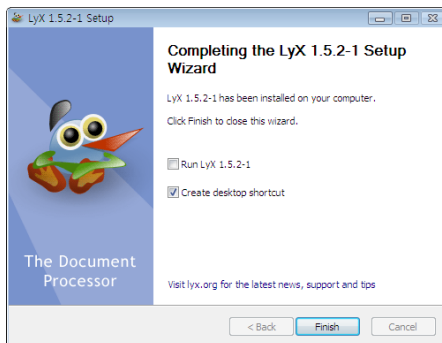 LyX 1.5.2-1 Setup
Completing the LyX 1.5.2-1 Setup
Wizard
LyX 1.5.2-1 has been installed on your computer.
Click Finish to close this wizard.
Run LyX 1.5.2-1
Create desktop shortcut
The Document
Processor
Visit lyx.org for the latest news, support and tips
< Back
Finish
Cancel